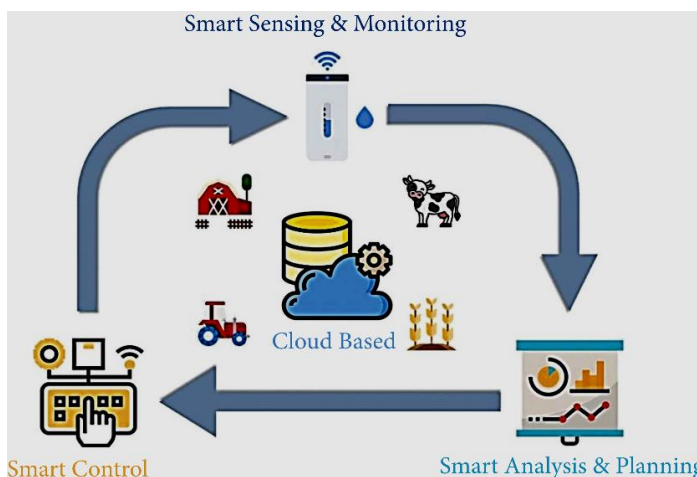 Smart Sensing & Monitoring
Cloud Based
Smart Control
Smart Analysis & Planning